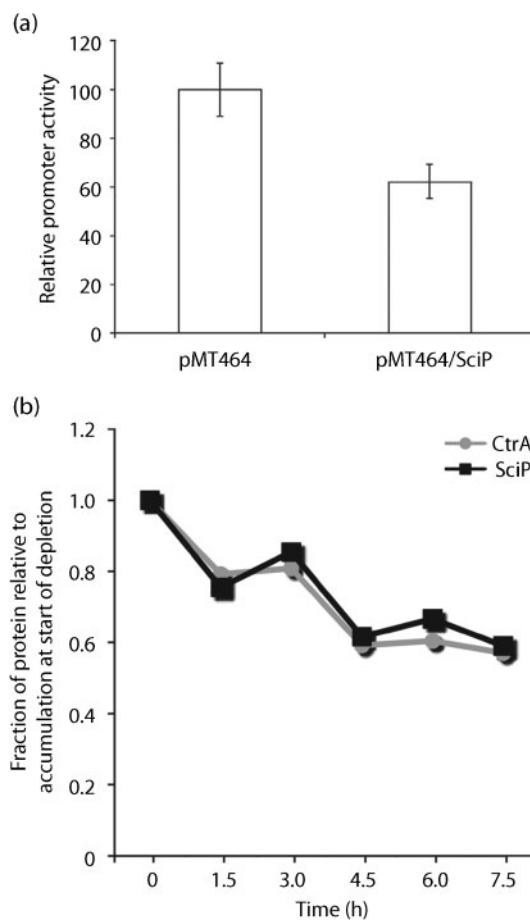 (a)
120
100
80
60
40
20
0
Relative promoter activity
pMT464
pMT464/SciP
(b)
1.2
1.0
0.8
0.6
0.4
0.2
0
Fraction of protein relative to
accumulation at start of depletion
CtrA
SciP
0 1.5 3.0 4.5 6.0 7.5
Time (h)